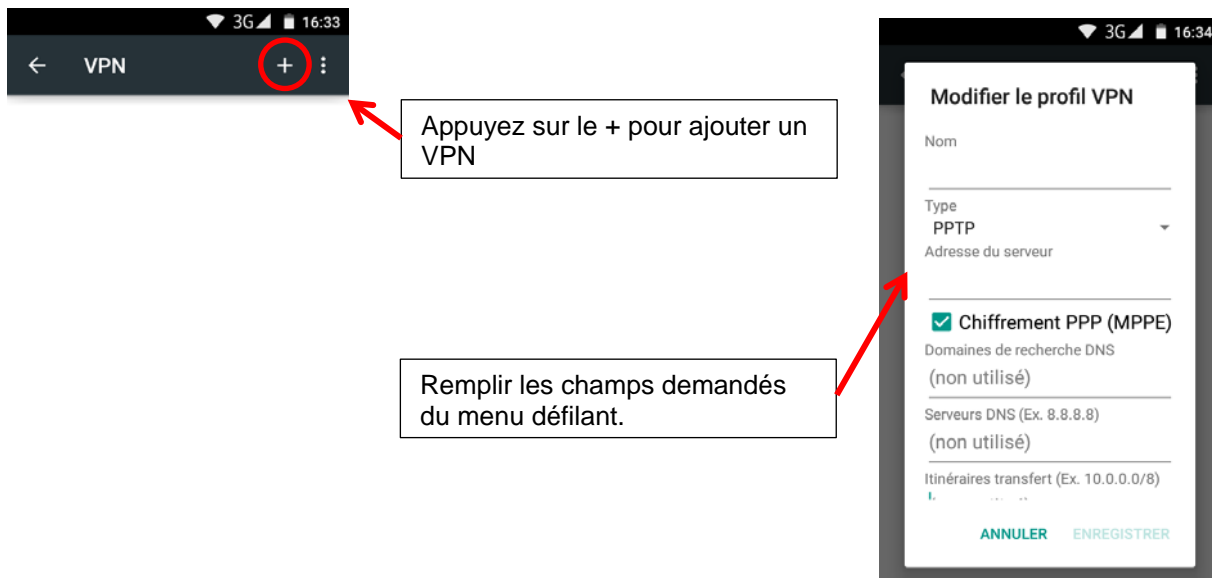 3G 16:33
← VPN + ⋮
Appuyez sur le + pour ajouter un
VPN
Remplir les champs demandés
du menu défilant.
3G 16:34
Modifier le profil VPN
Nom
Type
PPTP
Adresse du serveur
Chiffrement PPP (MPPE)
Domaines de recherche DNS
(non utilisé)
Serveurs DNS (Ex. 8.8.8.8)
(non utilisé)
Itinéraires transfert (Ex. 10.0.0.0/8)
ANNULER ENREGISTRER